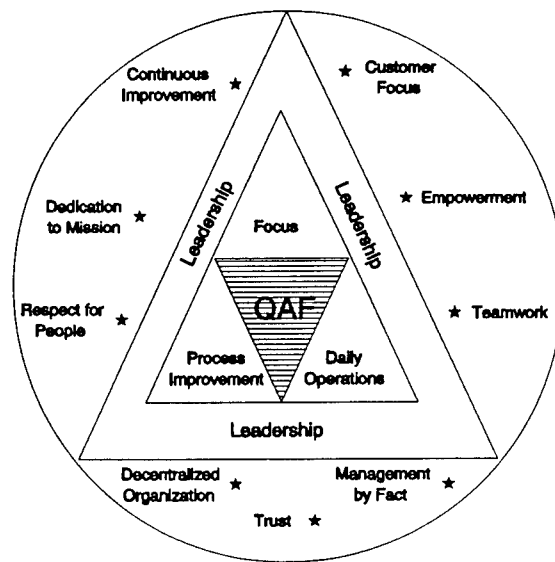 Continuous
Improvement
Customer
Focus
Dedication
to Mission
Leadership
Leadership
Empowerment
Focus
Respect for
People
QAF
Teamwork
Process
Improvement
Daily
Operations
Leadership
Decentralized
Organization
Management
by Fact
Trust